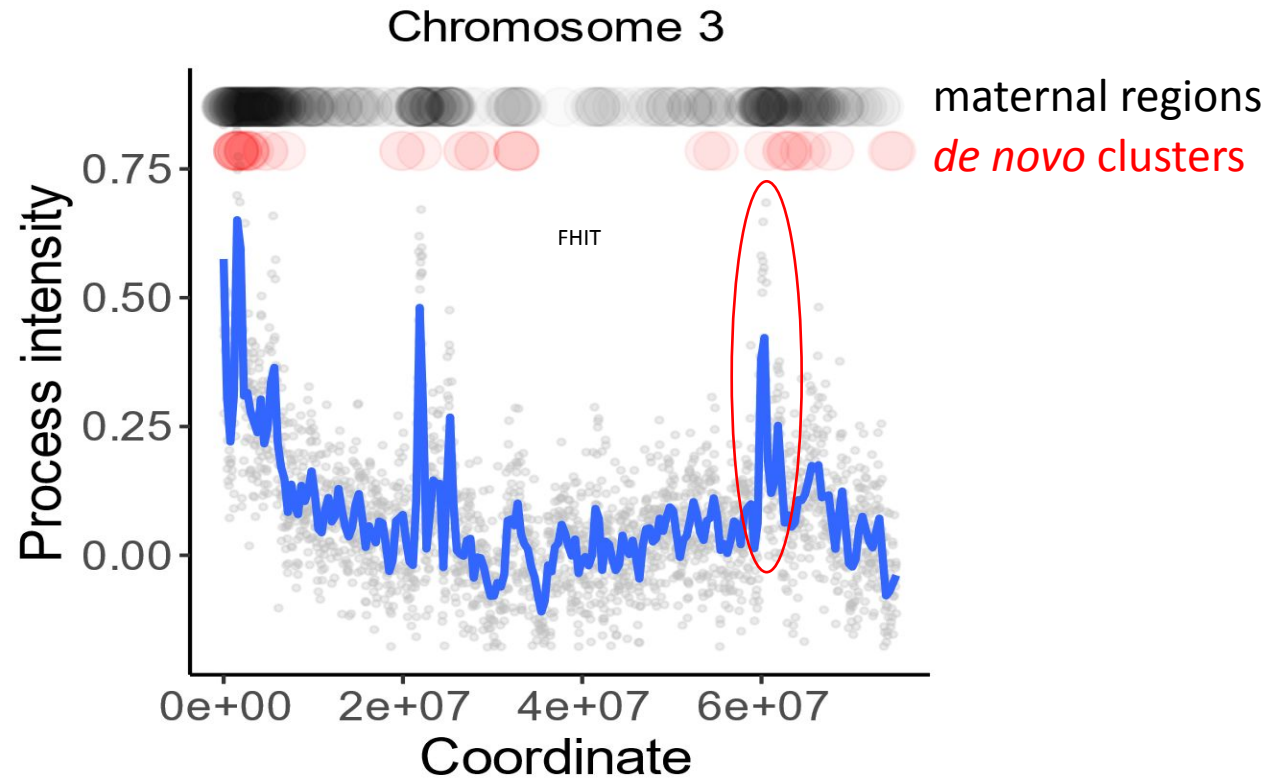 Chromosome 3
maternal regions
de novo clusters
0.75
0.50
0.25
0.00
Process intensity
FHIT
0e+00 2e+07 4e+07 6e+07
Coordinate